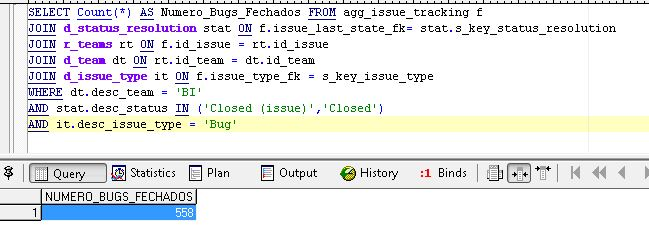 SELECT Count(*) AS Numero_Bugs_Fechados FROM agg_issue_tracking f
JOIN d_status_resolution stat ON f.issue_last_state_fk= stat.s_key_status_resolution
JOIN r_teams rt ON f.id_issue = rt.id_issue
JOIN d_team dt ON rt.id_team = dt.id_team
JOIN d_issue_type it ON f.issue_type_fk = s_key_issue_type
WHERE dt.desc_team = 'BI'
AND stat.desc_status IN ('Closed (issue)','Closed')
AND it.desc_issue_type = 'Bug'
Query Statistics Plan Output History :1 Binds
NUMERO_BUGS_FECHADOS
1 558